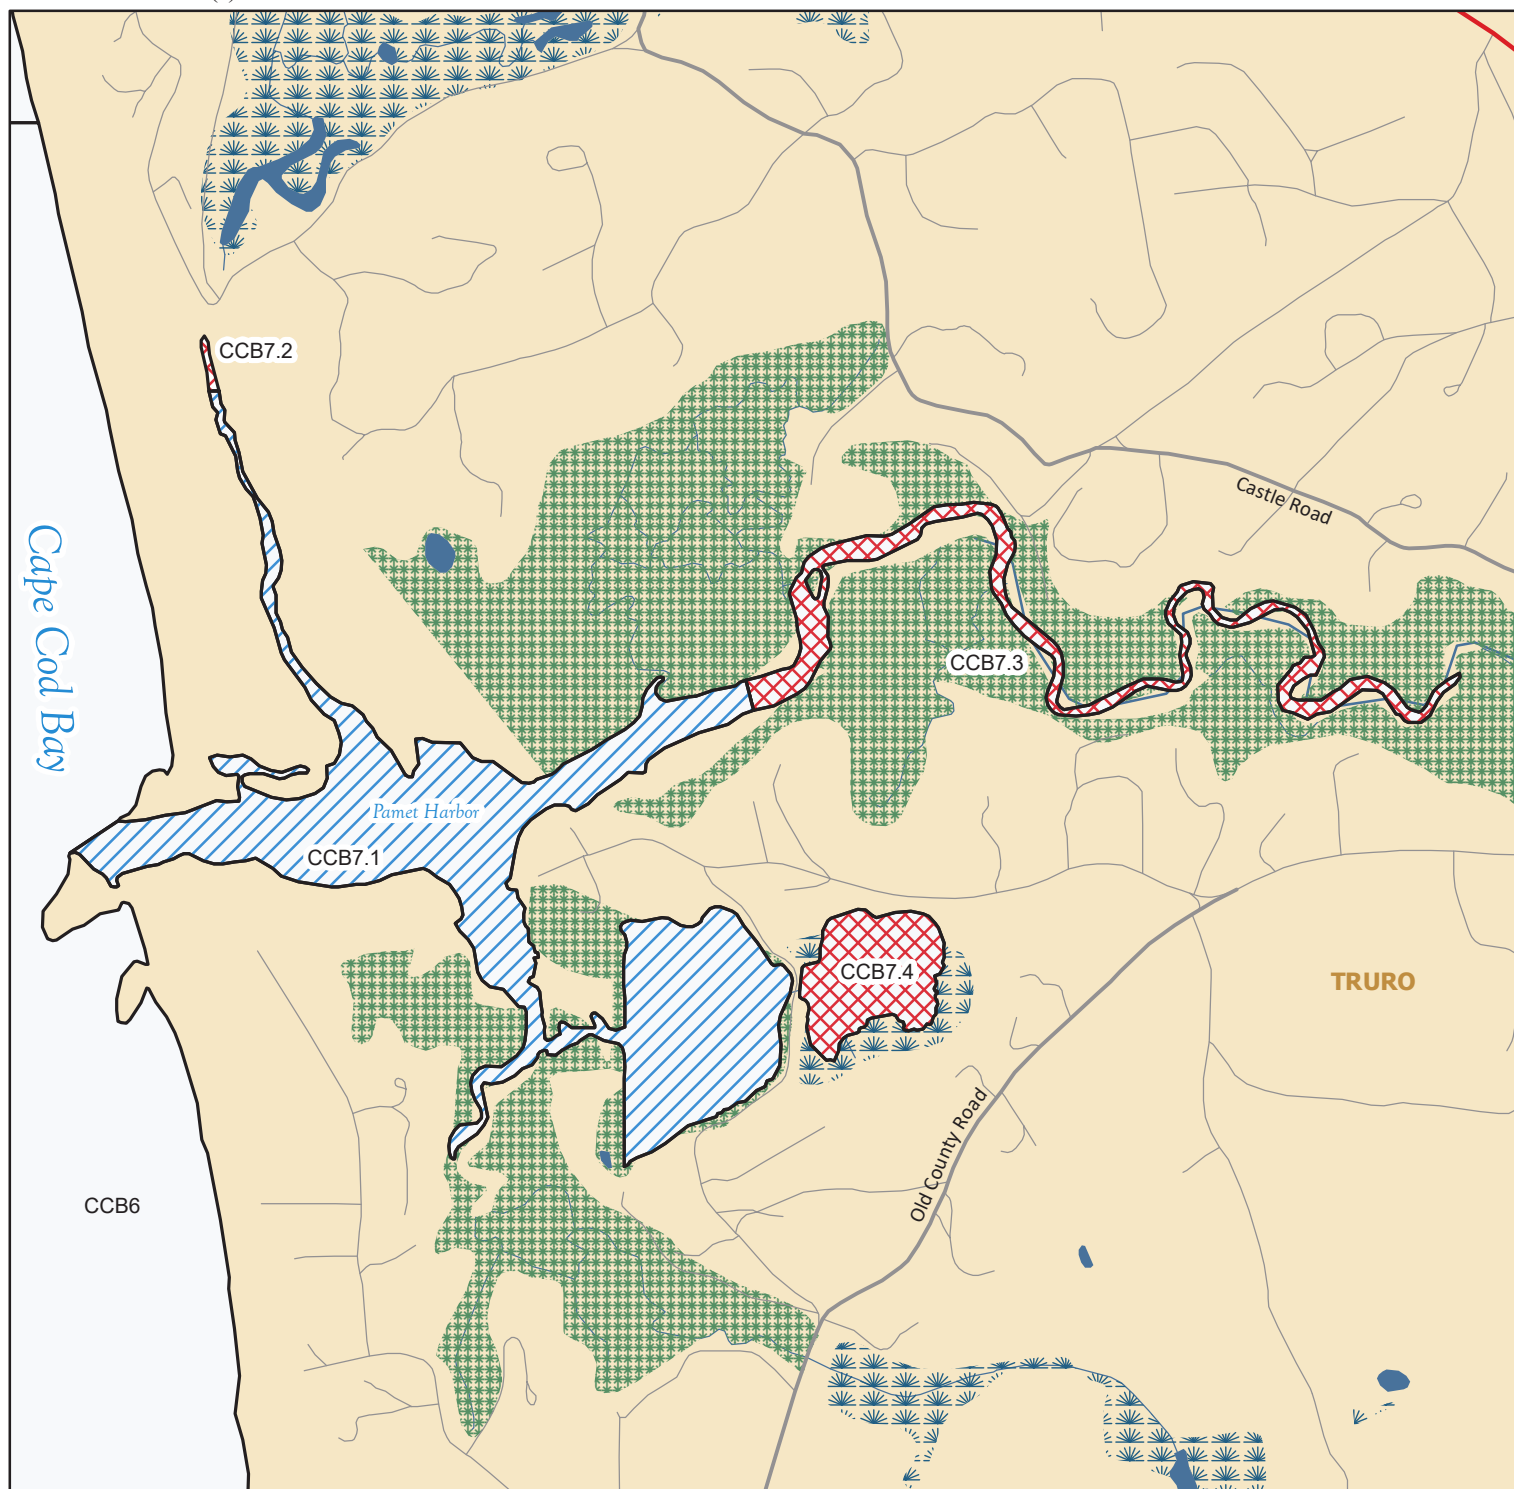 CCB7.2
Castle Road
Cape Cod Bay
CCB7.3
Pamet Harbor
CCB7.1
CCB7.4
TRURO
Old County Road
CCB6